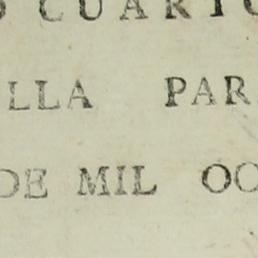 O CUARTO
LLA PAR
DE MIL OC